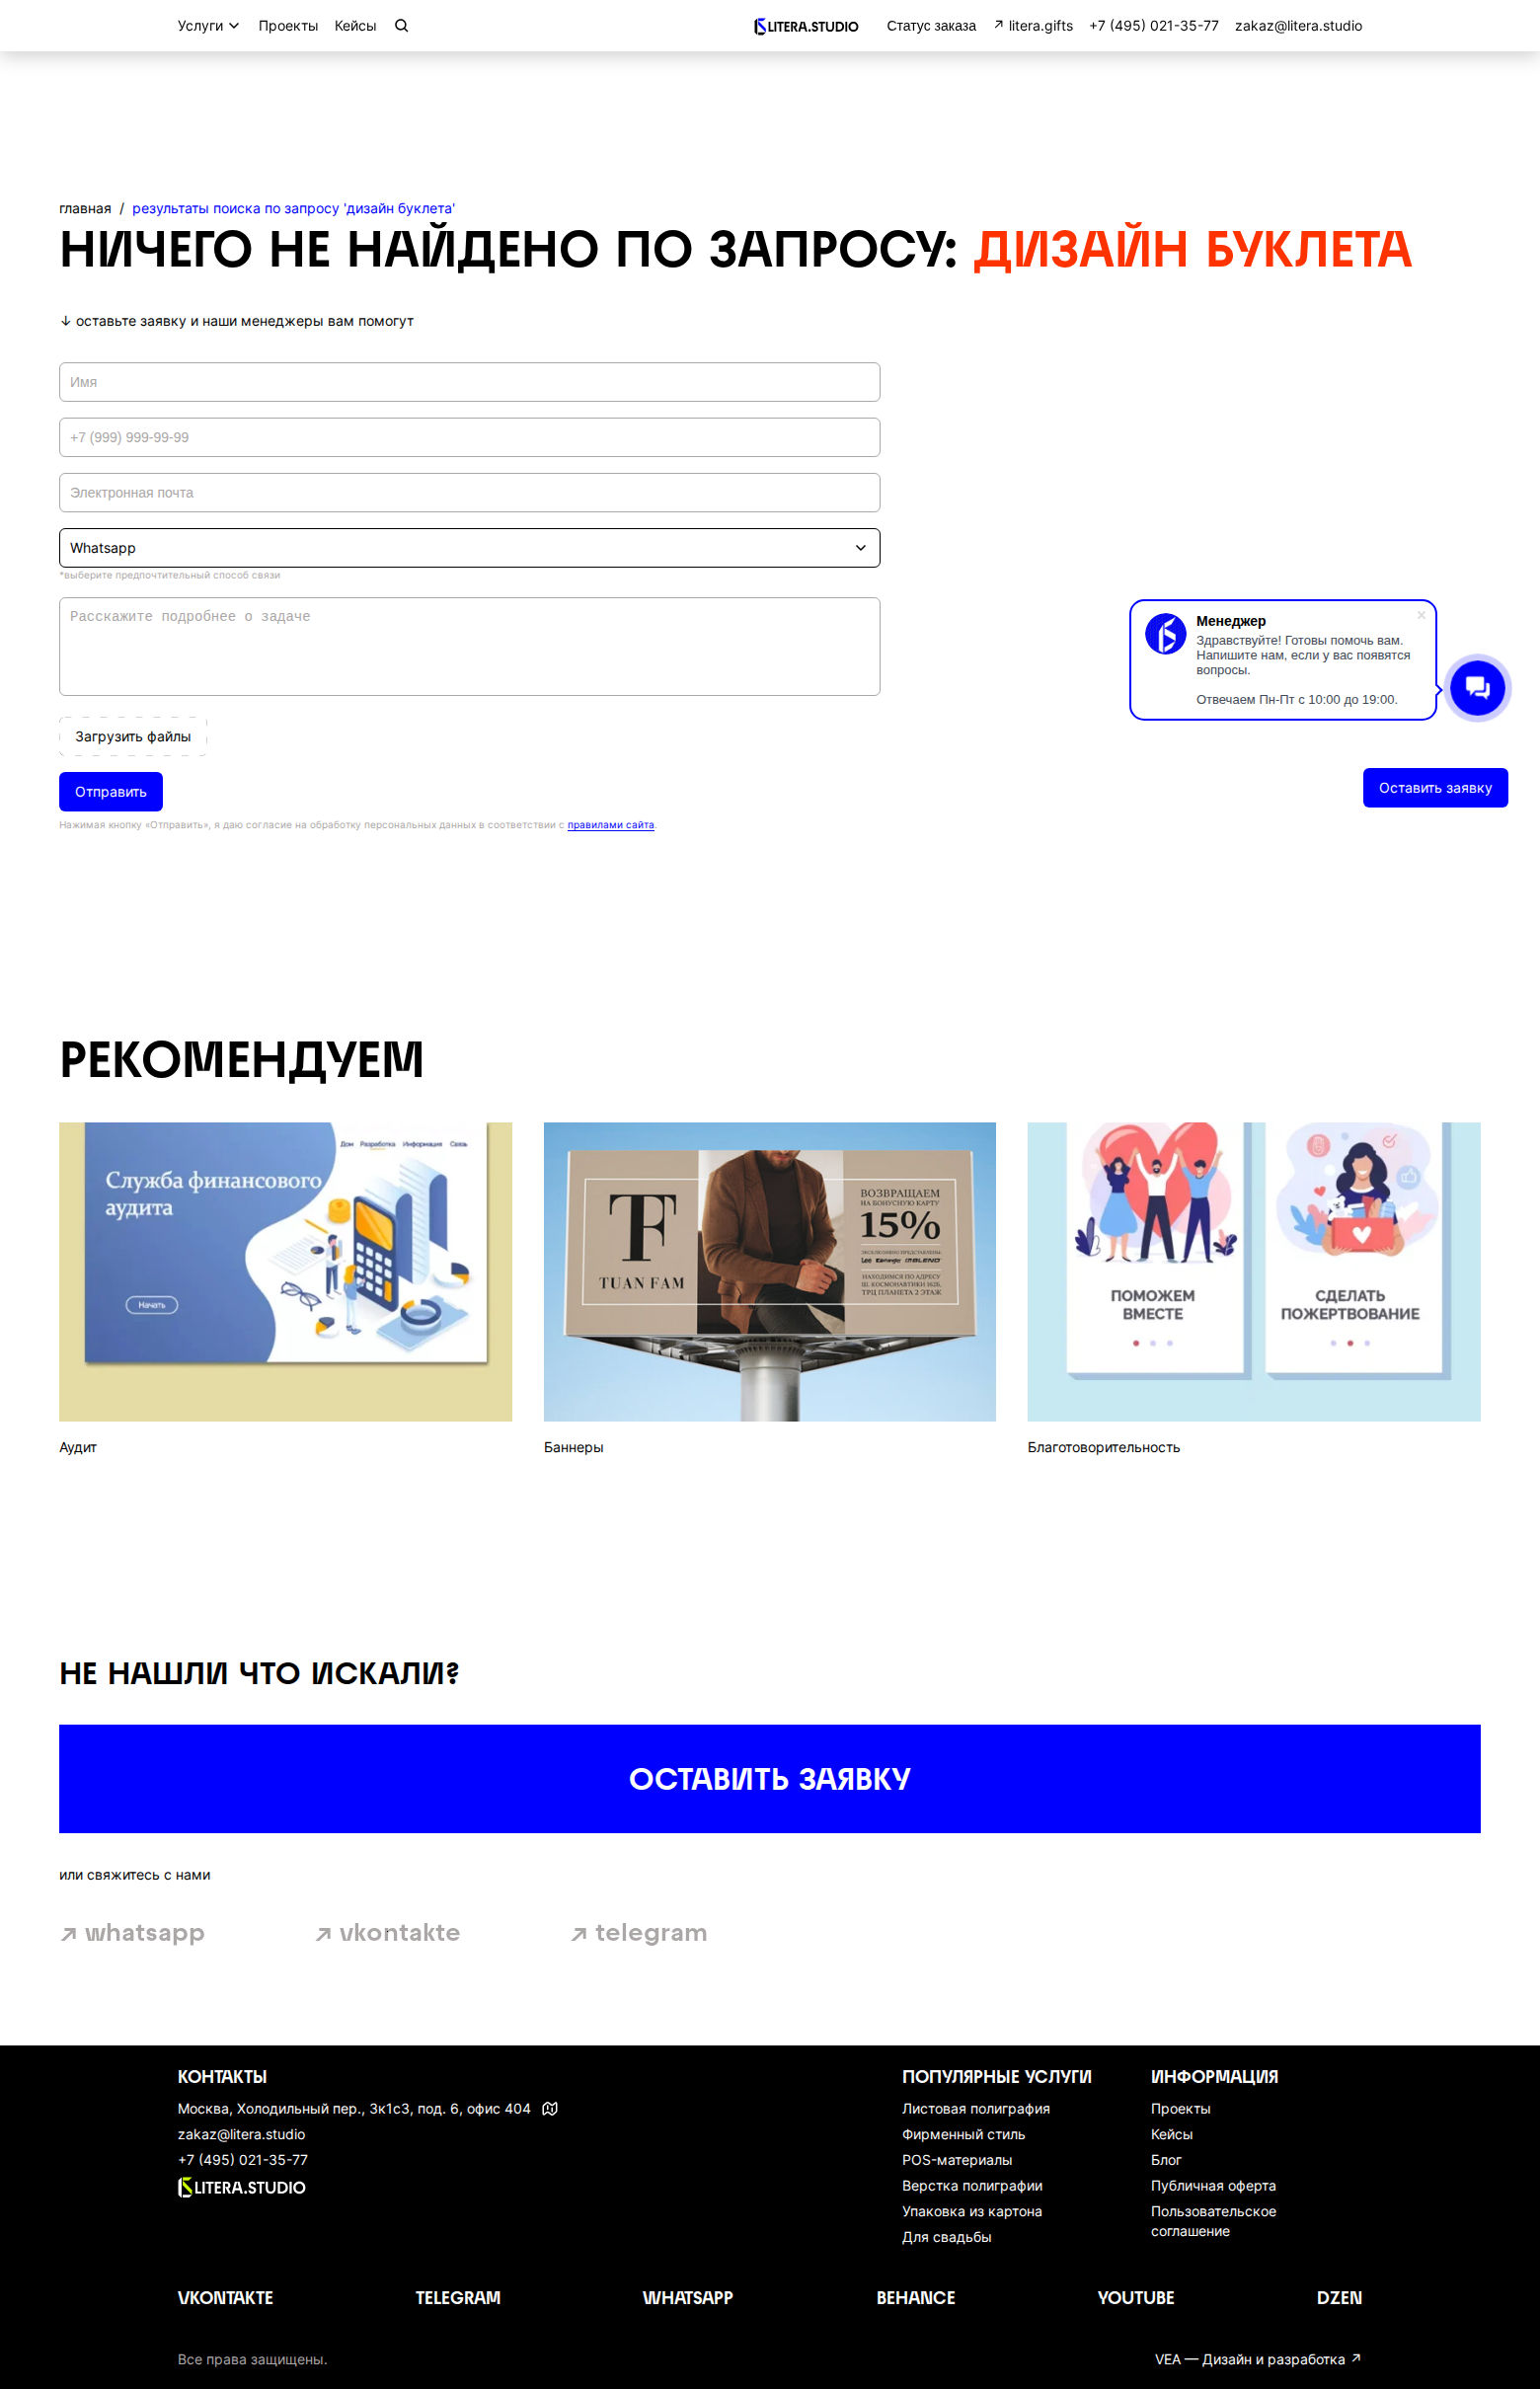 Услуги Проекты Кейсы LITERA.STUDIO Статус заказа ↗ litera.gifts +7 (495) 021-35-77 zakaz@litera.studio
главная / результаты поиска по запросу 'дизайн буклета'
НИЧЕГО НЕ НАЙДЕНО ПО ЗАПРОСУ: ДИЗАЙН БУКЛЕТА
↓ оставьте заявку и наши менеджеры вам помогут
Имя
+7 (999) 999-99-99
Электронная почта
Whatsapp
*выберите предпочтительный способ связи
Расскажите подробнее о задаче
Загрузить файлы
Отправить
Нажимая кнопку «Отправить», я даю согласие на обработку персональных данных в соответствии с правилами сайта.
Менеджер
Здравствуйте! Готовы помочь вам.
Напишите нам, если у вас появятся
вопросы.
Отвечаем Пн-Пт с 10:00 до 19:00.
Оставить заявку
РЕКОМЕНДУЕМ
Дом Разработка Информация Связь
Служба финансового
аудита
Начать
TF
TUAN FAM
ВОЗВРАЩАЕМ
НА БОНУСНУЮ КАРТУ
15%
ЭКСКЛЮЗИВНО ПРЕДСТАВЛЕНЫ
НАХОДИМСЯ ПО АДРЕСУ
Ш. КОСМОНАВТИКИ 162Б,
ТРЦ ПЛАНЕТА 2 ЭТАЖ
ПОМОЖЕМ
ВМЕСТЕ
СДЕЛАТЬ
ПОЖЕРТВОВАНИЕ
Аудит
Баннеры
Благотоворительность
НЕ НАШЛИ ЧТО ИСКАЛИ?
ОСТАВИТЬ ЗАЯВКУ
или свяжитесь с нами
↗ whatsapp ↗ vkontakte ↗ telegram
КОНТАКТЫ
Москва, Холодильный пер., 3к1с3, под. 6, офис 404
zakaz@litera.studio
+7 (495) 021-35-77
LITERA.STUDIO
ПОПУЛЯРНЫЕ УСЛУГИ
Листовая полиграфия
Фирменный стиль
POS-материалы
Верстка полиграфии
Упаковка из картона
Для свадьбы
ИНФОРМАЦИЯ
Проекты
Кейсы
Блог
Публичная оферта
Пользовательское
соглашение
VKONTAKTE TELEGRAM WHATSAPP BEHANCE YOUTUBE DZEN
Все права защищены.
VEA — Дизайн и разработка ↗